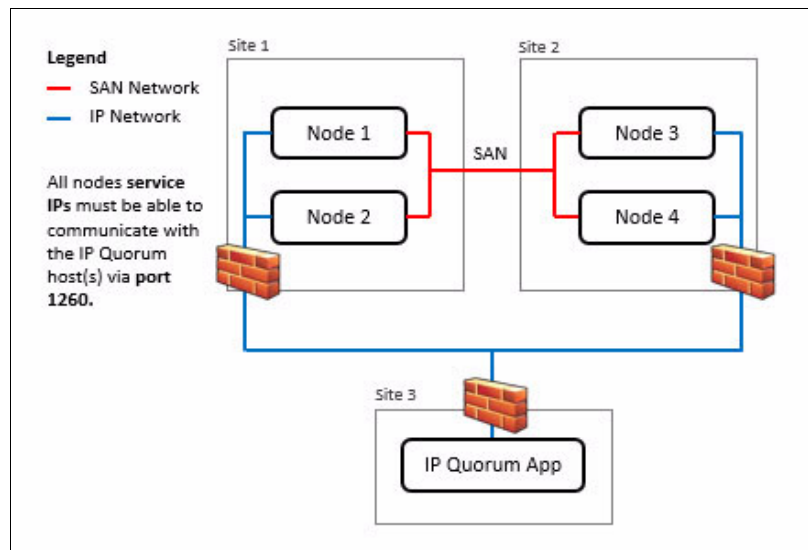 Legend
SAN Network
IP Network
All nodes service
IPs must be able to
communicate with
the IP Quorum
host(s) via port
1260.
Site 1
Node 1
Node 2
SAN
Site 2
Node 3
Node 4
Site 3
IP Quorum App